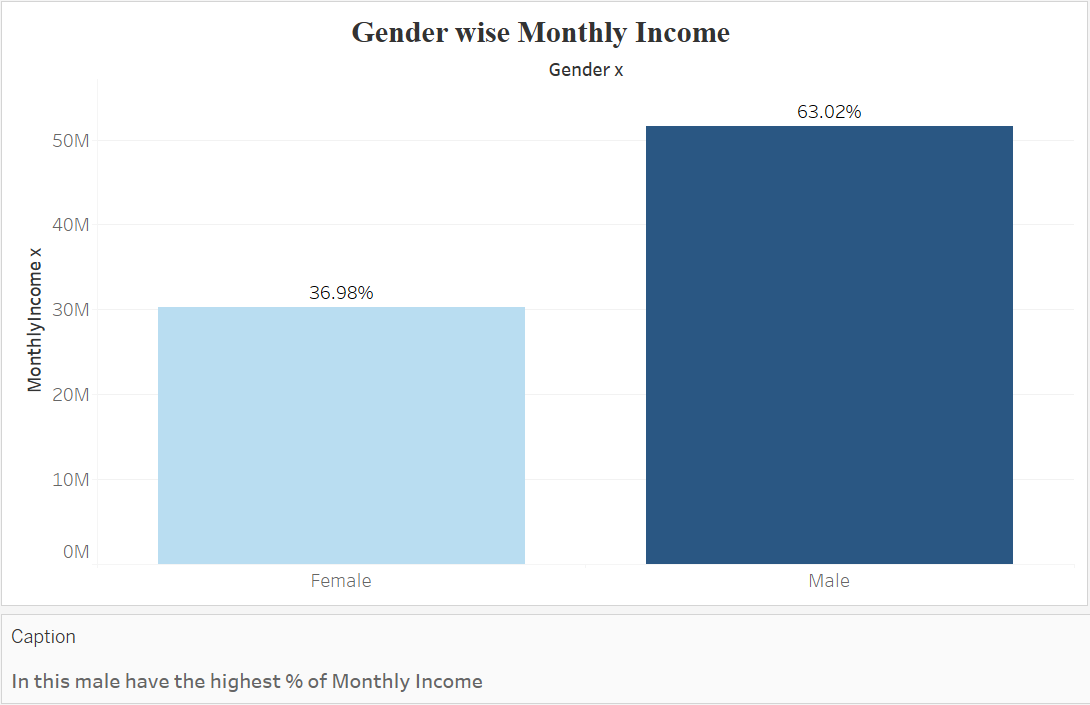 Gender wise Monthly Income
Gender x
63.02%
50M
40M
36.98%
30M
MonthlyIncome x
20M
10M
0M
Female
Male
Caption
In this male have the highest % of Monthly Income